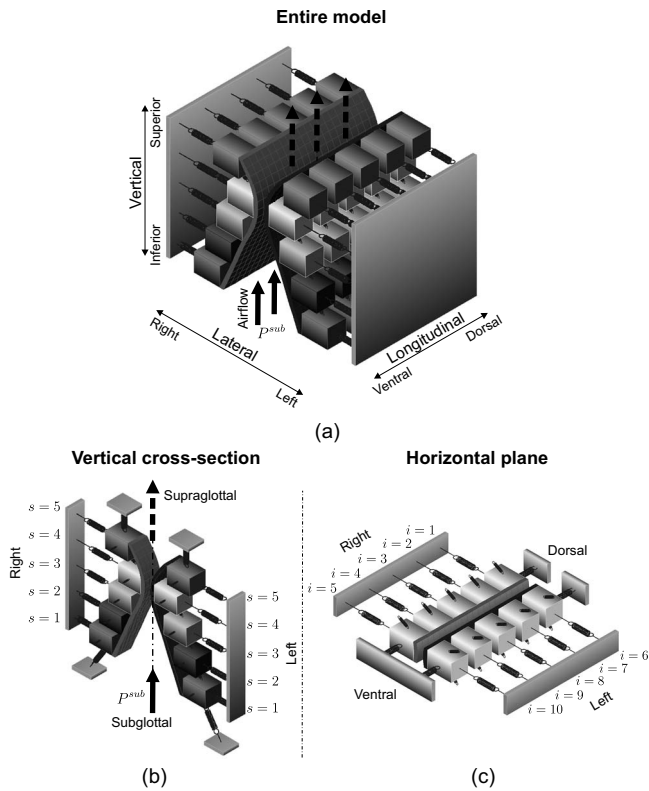 Entire model
Superior
Vertical
Inferior
Airflow
P^{sub}
Right
Lateral
Left
Longitudinal
Dorsal
Ventral
(a)
Vertical cross-section
Supraglottal
Right
s = 5
s = 4
s = 3
s = 2
s = 1
s = 5
s = 4
s = 3
s = 2
s = 1
Left
P^{sub}
Subglottal
(b)
Horizontal plane
Right
i = 1
i = 2
i = 3
i = 4
i = 5
Dorsal
Ventral
i = 6
i = 7
i = 8
i = 9
i = 10
Left
(c)